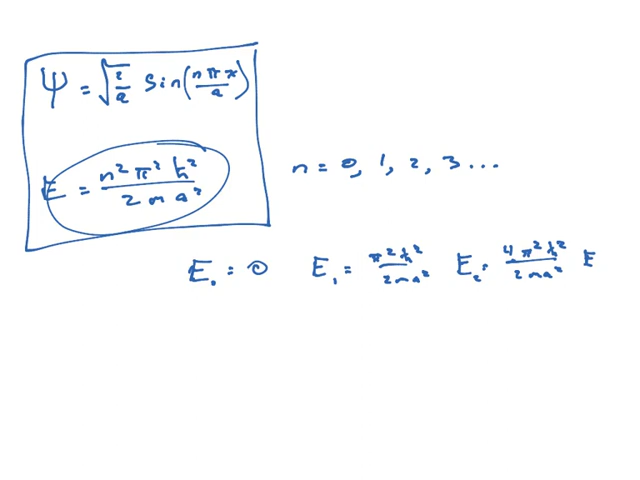 ψ = √(2/a) Sin(nπx/a)
E = n²π²ħ²/2ma²
n = 0, 1, 2, 3 ...
E₀ = 0 E₁ = π²ħ²/2ma² E₂ = 4π²ħ²/2ma² E